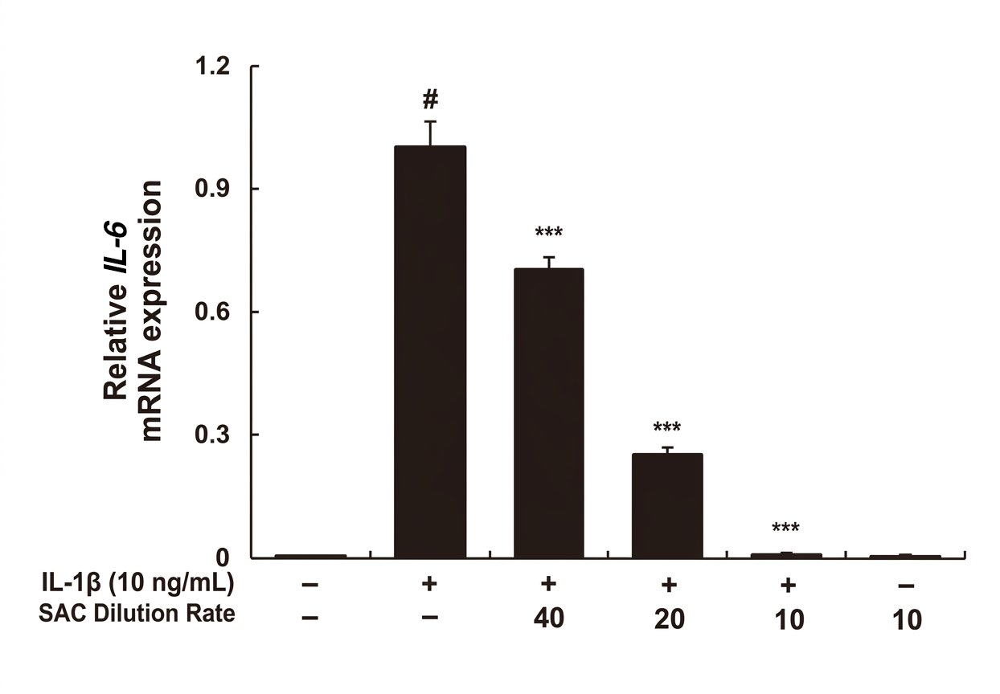 1.2
#
0.9
***
Relative IL-6
mRNA expression
0.6
***
0.3
***
0
IL-1β (10 ng/mL) – + + + + –
SAC Dilution Rate – – 40 20 10 10